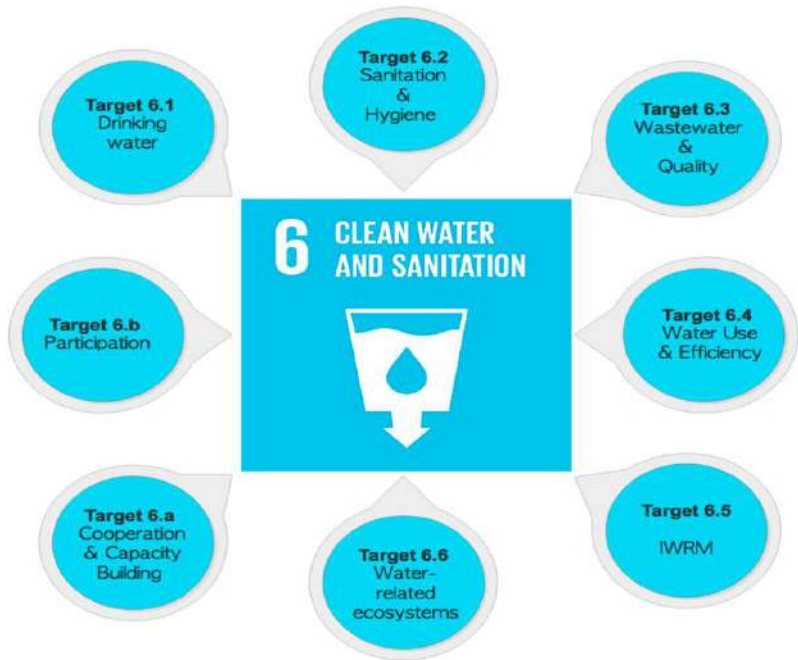 Target 6.1
Drinking
water
Target 6.2
Sanitation
&
Hygiene
Target 6.3
Wastewater
&
Quality
6 CLEAN WATER
AND SANITATION
Target 6.b
Participation
Target 6.4
Water Use
& Efficiency
Target 6.a
Cooperation
& Capacity
Building
Target 6.6
Water-
related
ecosystems
Target 6.5
IWRM